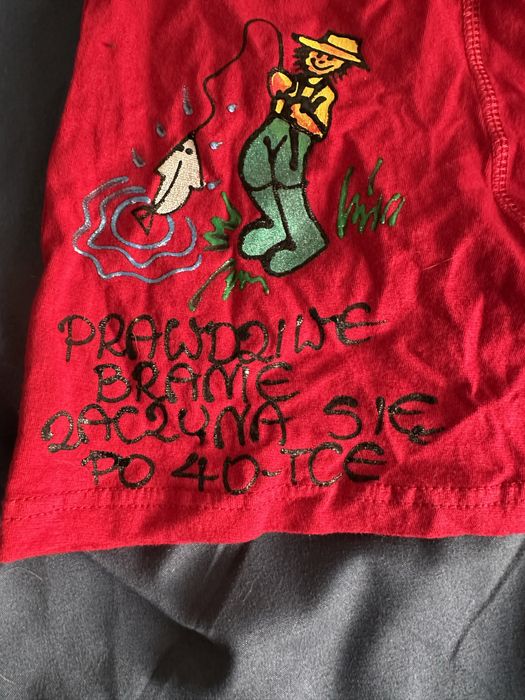 PRAWDZIWE
BRANIE
ZACZYNA SIĘ
PO 40-TCE